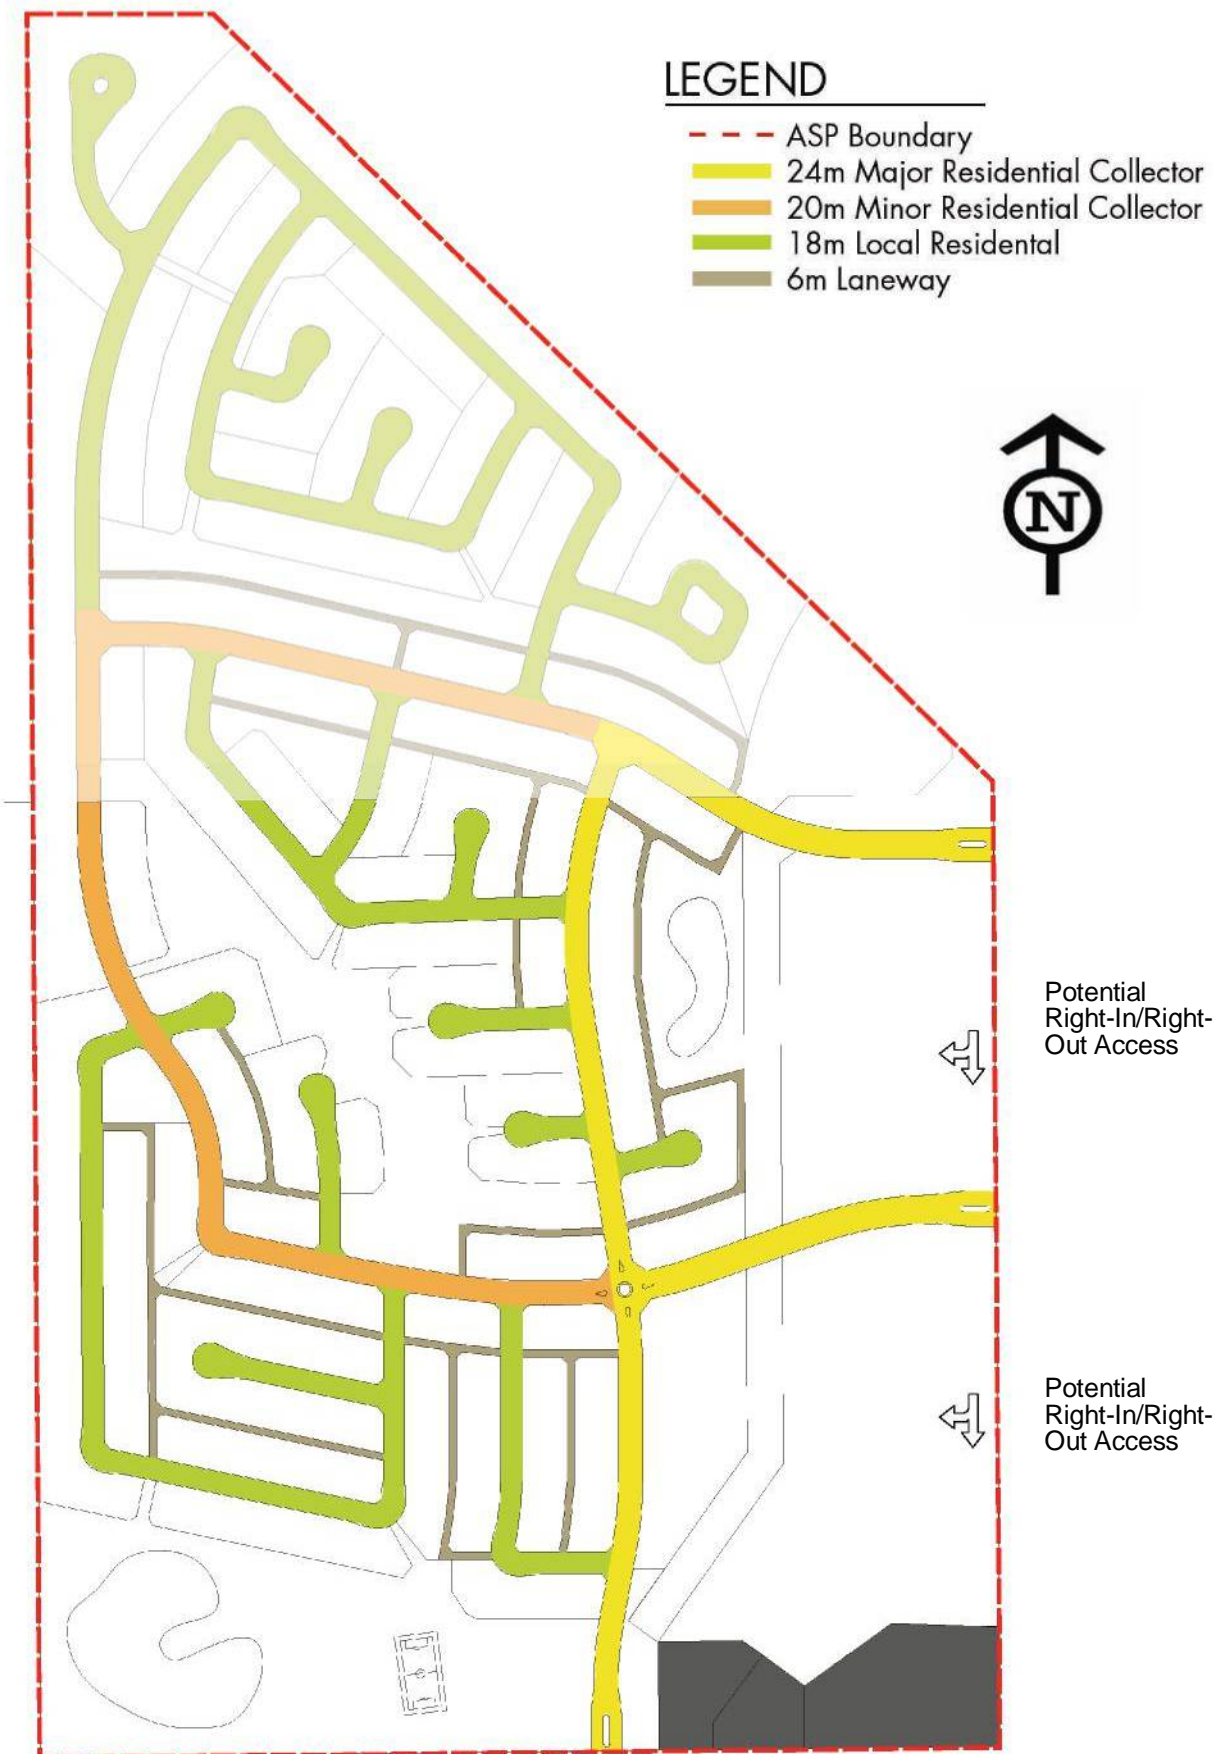 LEGEND
ASP Boundary
24m Major Residential Collector
20m Minor Residential Collector
18m Local Residental
6m Laneway
N
Potential
Right-In/Right-
Out Access
Potential
Right-In/Right-
Out Access